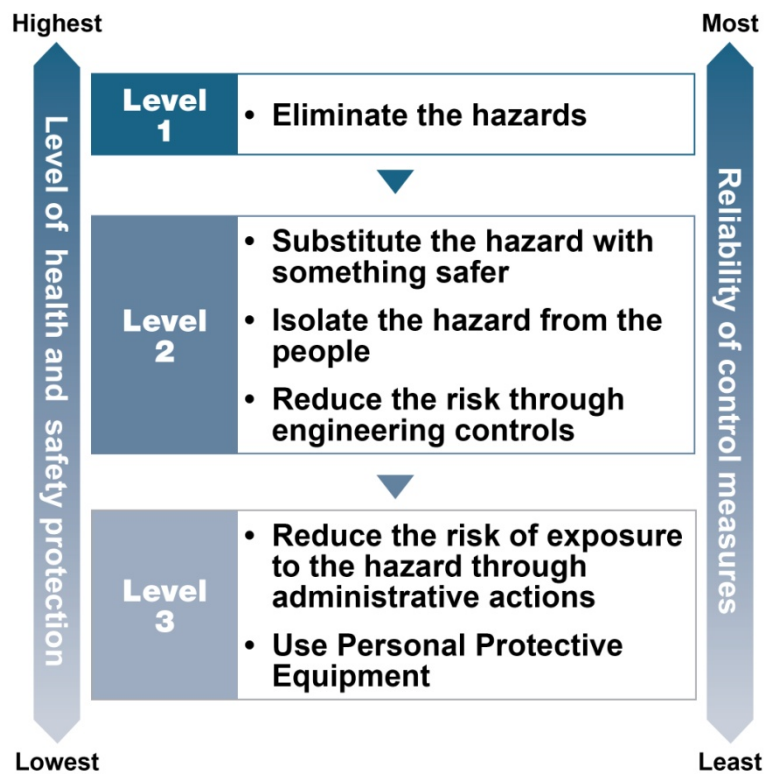 Highest
Most
Level of health and safety protection
Level
1
• Eliminate the hazards
Level
2
• Substitute the hazard with
something safer
• Isolate the hazard from the
people
• Reduce the risk through
engineering controls
Level
3
• Reduce the risk of exposure
to the hazard through
administrative actions
• Use Personal Protective
Equipment
Reliability of control measures
Lowest
Least